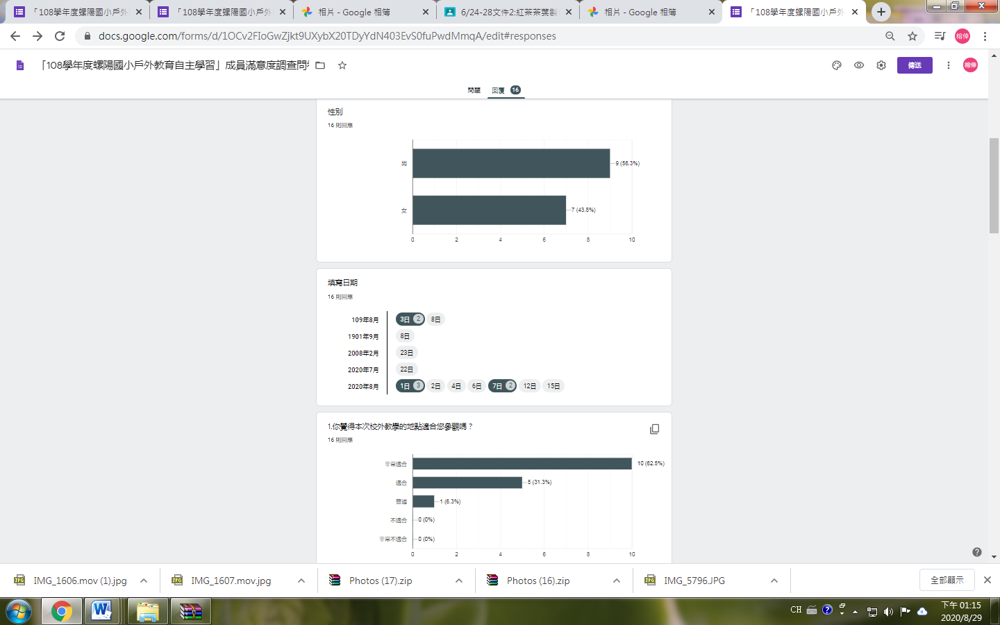 「108學年度螺陽國小戶外
「108學年度螺陽國小戶外
相片 - Google 相簿
6/24-28文件2:紅茶茶葉製
相片 - Google 相簿
「108學年度螺陽國小戶外
docs.google.com/forms/d/1OCv2FIoGwZjkt9UXybX20TDyYdN403EvS0fuPwdMmqA/edit#responses
榕倖
「108學年度螺陽國小戶外教育自主學習」成員滿意度調查問卷
傳送
榕倖
問題 回覆 16
性別
16 則回應
男
9 (56.3%)
女
7 (43.8%)
0 2 4 6 8 10
填寫日期
16 則回應
109年8月 3日 2 8日
1901年9月 8日
2008年2月 23日
2020年7月 22日
2020年8月 1日 3 2日 4日 6日 7日 2 12日 15日
1.你覺得本次校外教學的地點適合您參觀嗎？
16 則回應
非常適合 10 (62.5%)
適合 5 (31.3%)
普通 1 (6.3%)
不適合 0 (0%)
非常不適合 0 (0%)
0 2 4 6 8 10
IMG_1606.mov (1).jpg
IMG_1607.mov.jpg
Photos (17).zip
Photos (16).zip
IMG_5796.JPG
全部顯示
CH
下午 01:15
2020/8/29